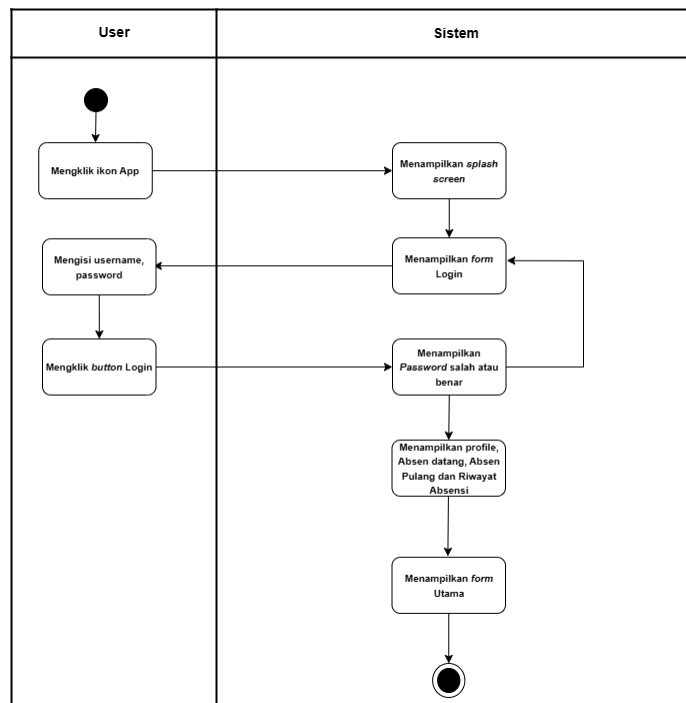 User
Sistem
Mengklik ikon App
Menampilkan splash
screen
Mengisi username,
password
Menampilkan form
Login
Mengklik button Login
Menampilkan
Password salah atau
benar
Menampilkan profile,
Absen datang, Absen
Pulang dan Riwayat
Absensi
Menampilkan form
Utama